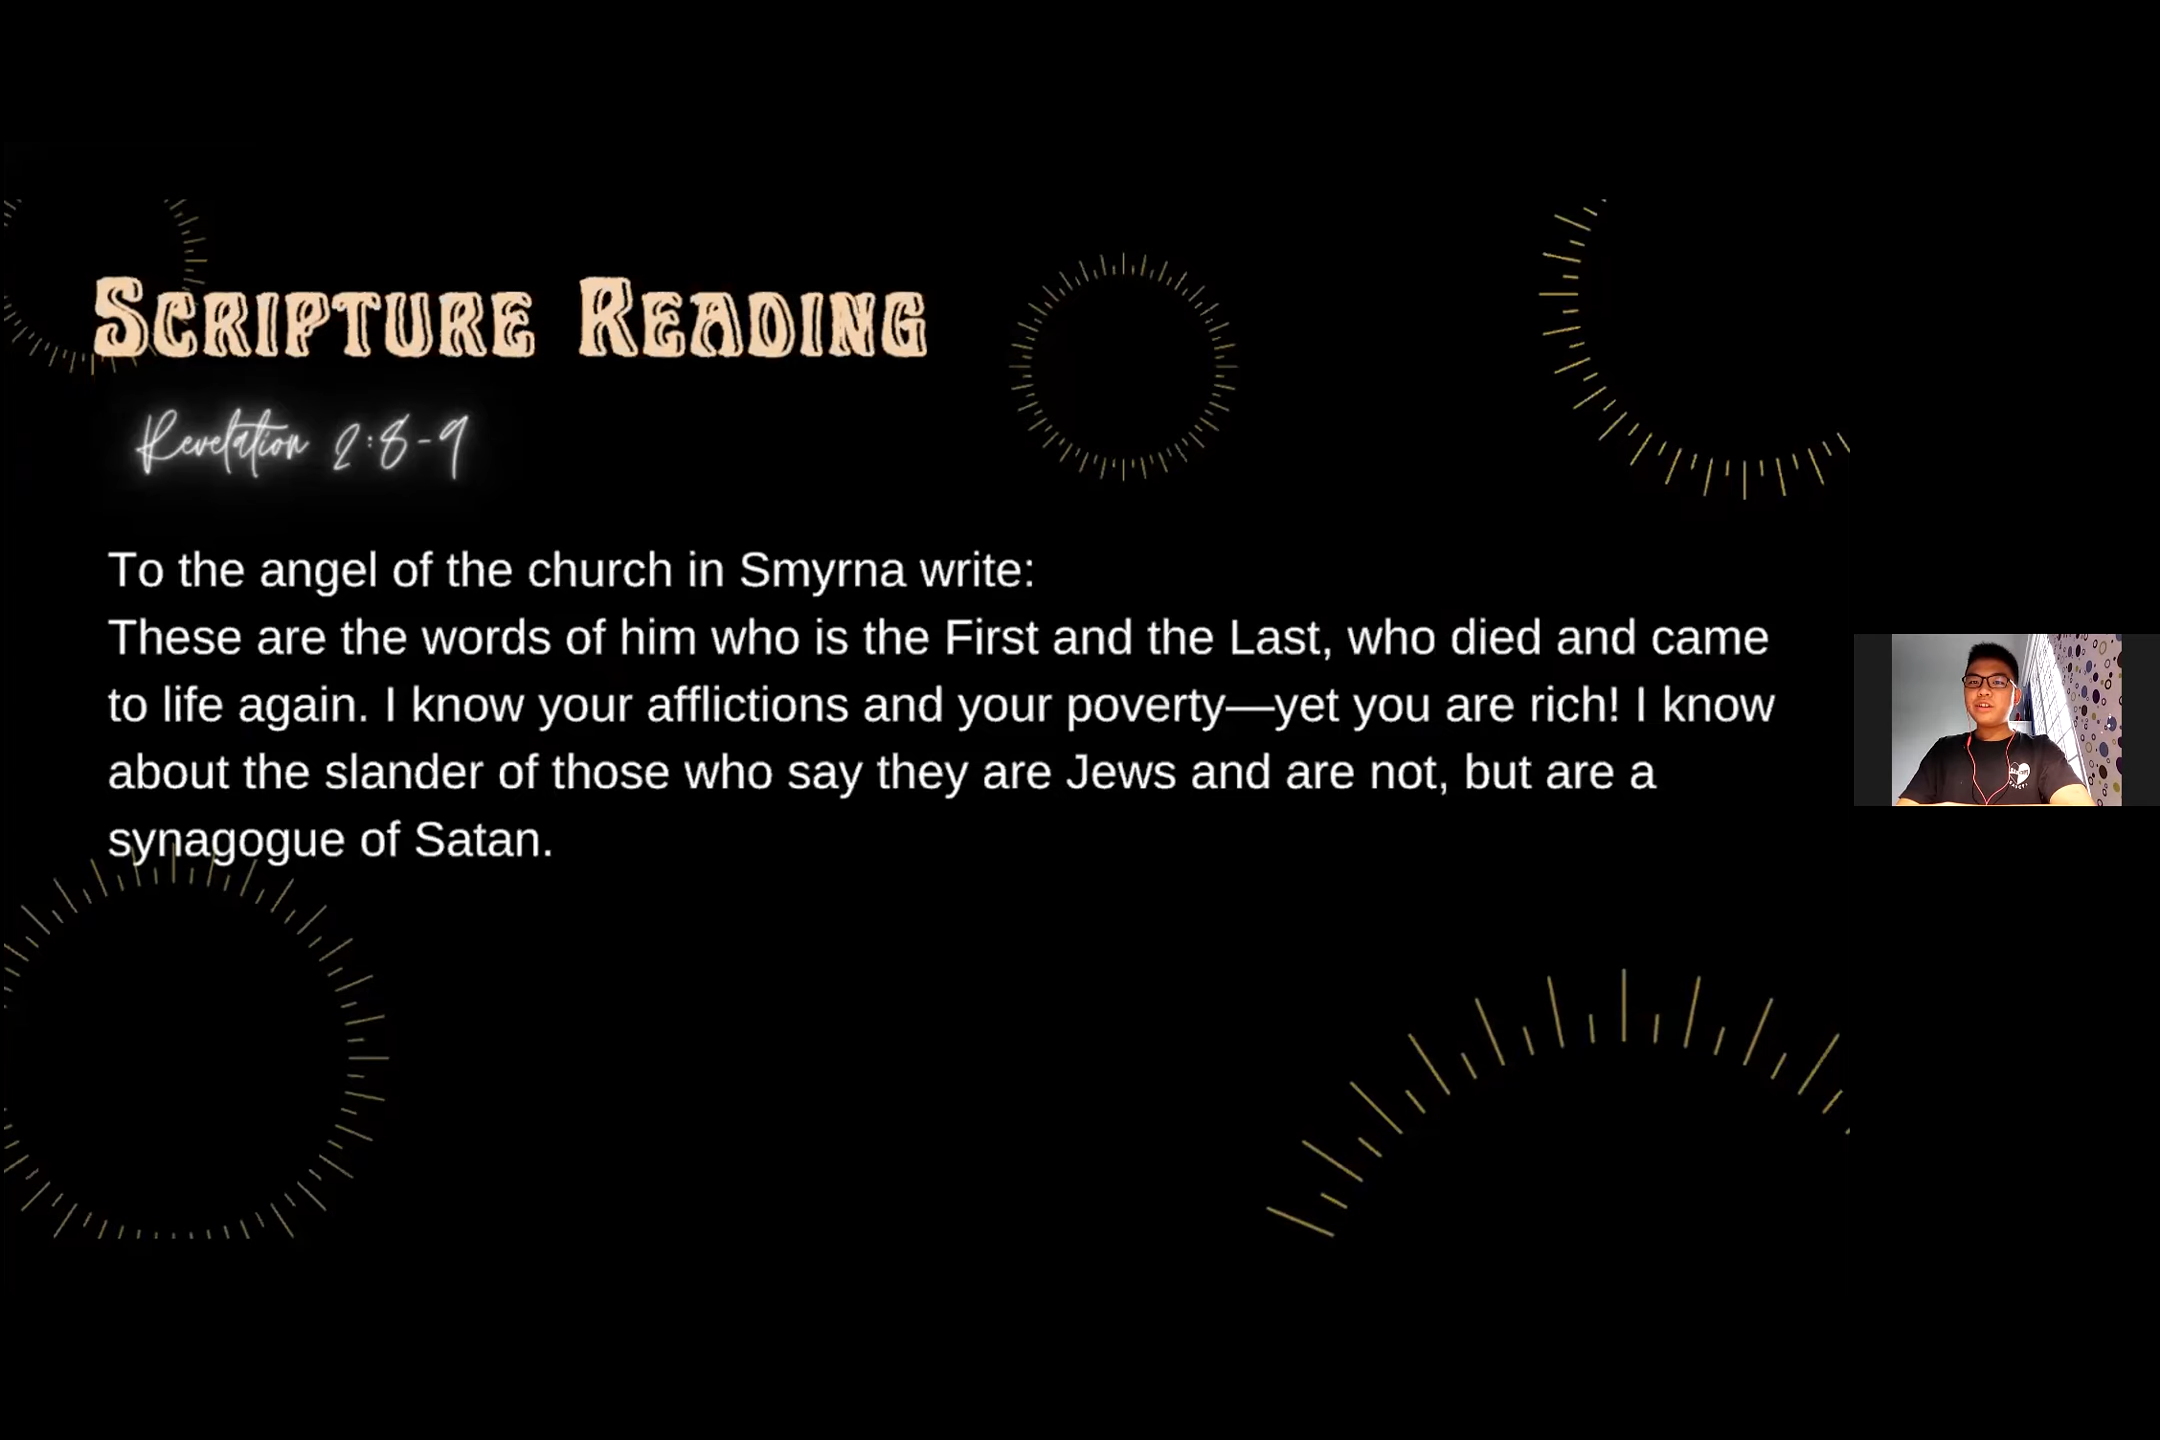 SCRIPTURE READING
Revelation 2:8-9
To the angel of the church in Smyrna write:
These are the words of him who is the First and the Last, who died and came
to life again. I know your afflictions and your poverty—yet you are rich! I know
about the slander of those who say they are Jews and are not, but are a
synagogue of Satan.